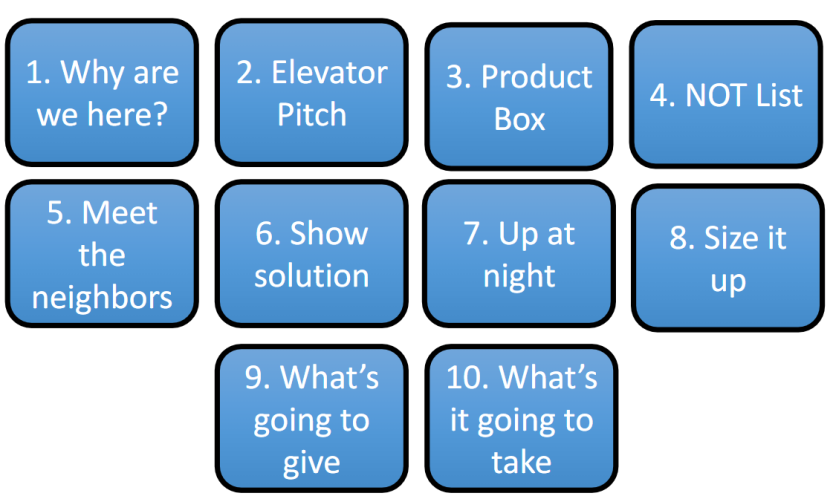 1. Why are
we here?
2. Elevator
Pitch
3. Product
Box
4. NOT List
5. Meet
the
neighbors
6. Show
solution
7. Up at
night
8. Size it
up
9. What’s
going to
give
10. What’s
it going to
take